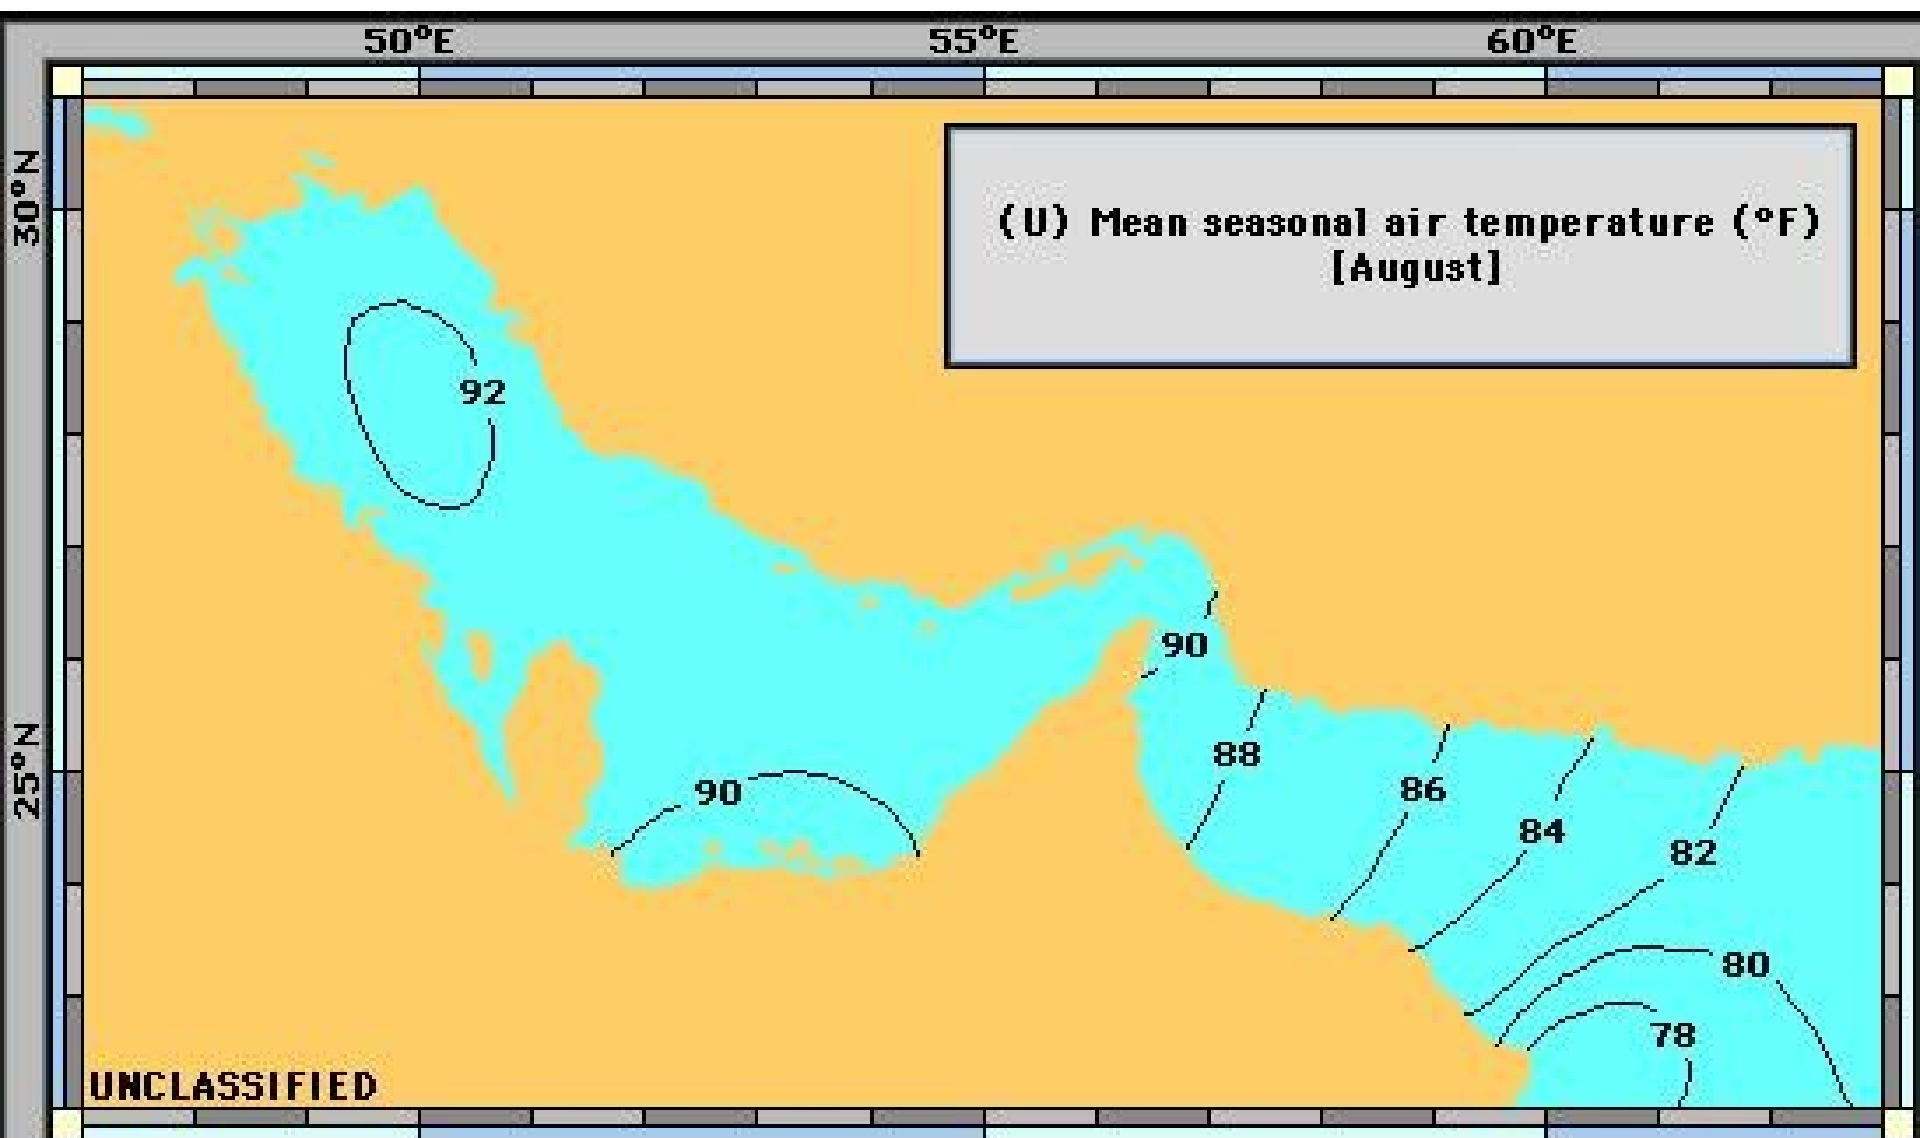 50°E 55°E 60°E
30°N
(U) Mean seasonal air temperature (°F)
[August]
92
90
88
86
84
82
80
78
90
25°N
UNCLASSIFIED